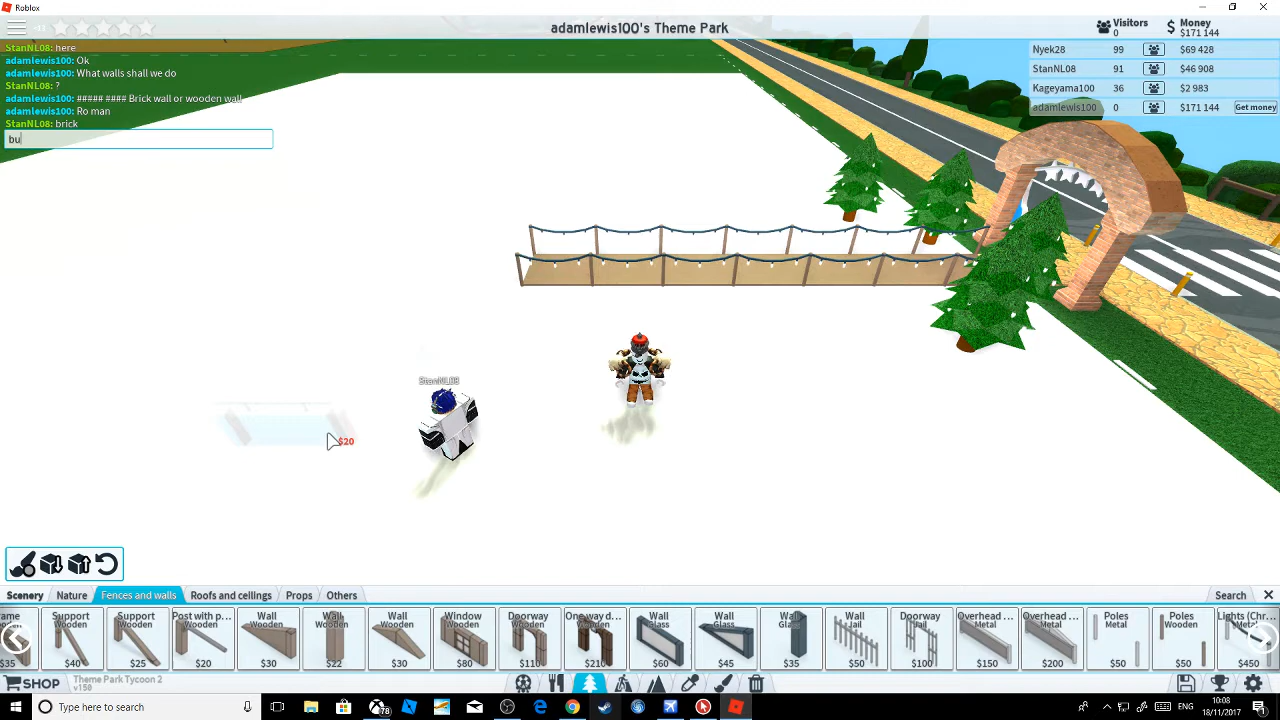 Roblox
adamlewis100's Theme Park
Visitors
0
Money
$171 144
StanNL08: here
adamlewis100: Ok
adamlewis100: What walls shall we do
StanNL08: ?
adamlewis100: ##### #### Brick wall or wooden wall
adamlewis100: Ro man
StanNL08: brick
bu
Nyek28 99 $69 428
StanNL08 91 $46 908
Kageyama100 36 $2 983
adamlewis100 0 $171 144 Get money
StanNL08
$20
Scenery Nature Fences and walls Roofs and ceilings Props Others Search
$35
Support Wooden $40
Support Wooden $25
Post with p... Wooden $20
Wall Wooden $30
Wall Wooden $22
Wall Wooden $30
Window Wooden $80
Doorway Wooden $110
One way d... Wooden $210
Wall Glass $60
Wall Glass $45
Wall Glass $35
Wall Jail $50
Doorway Jail $100
Overhead ... Metal $150
Overhead ... Metal $200
Poles Metal $50
Poles Wooden $50
Lights (Chr... $450
SHOP
Theme Park Tycoon 2
v150
Type here to search
78
10:08
18/11/2017